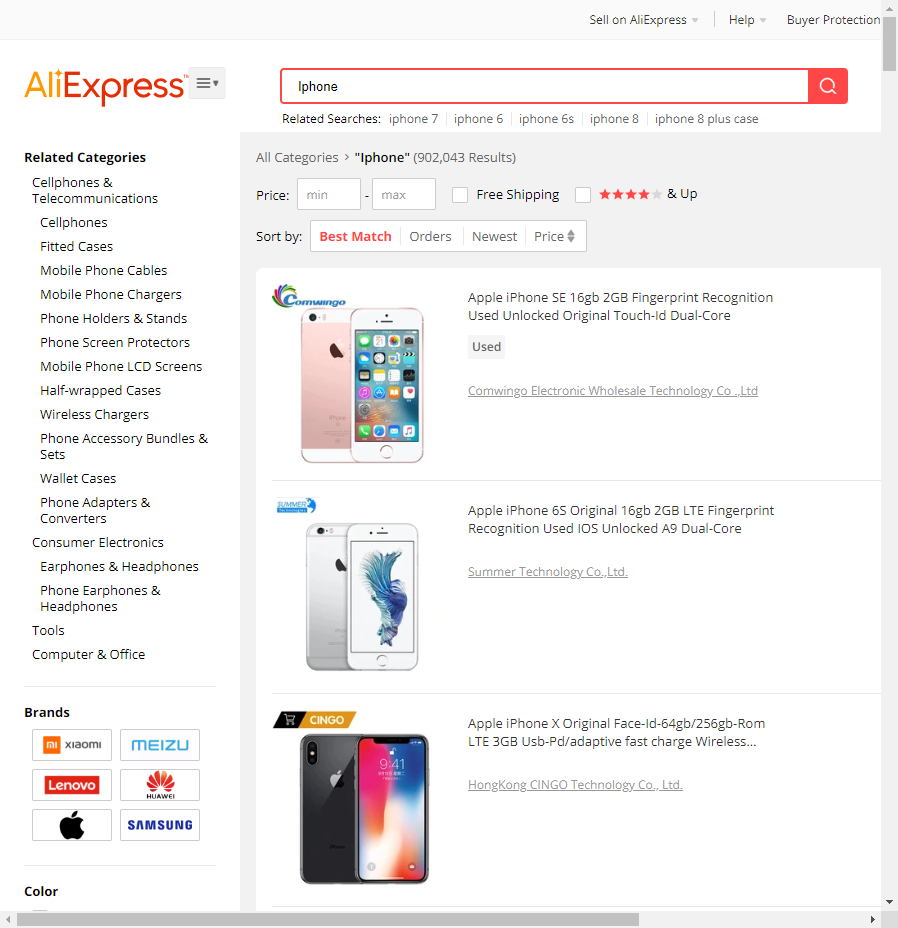 Sell on AliExpress
Help
Buyer Protection
AliExpress™
Iphone
Related Searches: iphone 7 iphone 6 iphone 6s iphone 8 iphone 8 plus case
Related Categories
Cellphones &
Telecommunications
Cellphones
Fitted Cases
Mobile Phone Cables
Mobile Phone Chargers
Phone Holders & Stands
Phone Screen Protectors
Mobile Phone LCD Screens
Half-wrapped Cases
Wireless Chargers
Phone Accessory Bundles &
Sets
Wallet Cases
Phone Adapters &
Converters
Consumer Electronics
Earphones & Headphones
Phone Earphones &
Headphones
Tools
Computer & Office
Brands
mi xiaomi
MEIZU
Lenovo
HUAWEI
SAMSUNG
Color
All Categories > "Iphone" (902,043 Results)
Price: min - max Free Shipping & Up
Sort by: Best Match Orders Newest Price
Comwingo
Apple iPhone SE 16gb 2GB Fingerprint Recognition
Used Unlocked Original Touch-Id Dual-Core
Used
Comwingo Electronic Wholesale Technology Co .,Ltd
SUMMER
Technologies
Apple iPhone 6S Original 16gb 2GB LTE Fingerprint
Recognition Used IOS Unlocked A9 Dual-Core
Summer Technology Co.,Ltd.
CINGO
9:41
Apple iPhone X Original Face-Id-64gb/256gb-Rom
LTE 3GB Usb-Pd/adaptive fast charge Wireless...
HongKong CINGO Technology Co., Ltd.